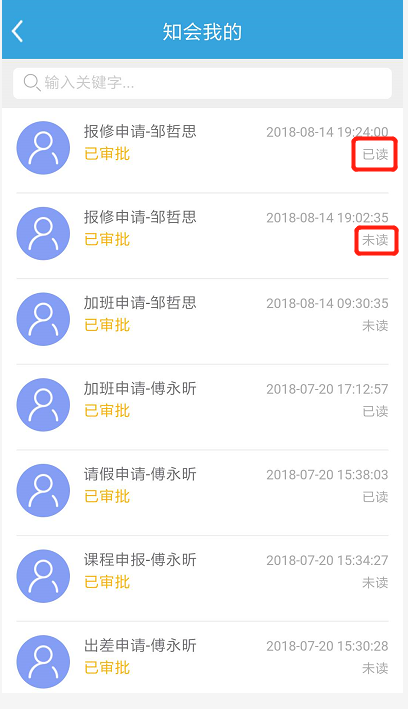 知会我的
输入关键字...
报修申请-邹哲思 2018-08-14 19:24:00
已审批 已读
报修申请-邹哲思 2018-08-14 19:02:35
已审批 未读
加班申请-邹哲思 2018-08-14 09:30:35
已审批 未读
加班申请-傅永昕 2018-07-20 17:12:57
已审批 已读
请假申请-傅永昕 2018-07-20 15:38:03
已审批 已读
课程申报-傅永昕 2018-07-20 15:34:27
已审批 未读
出差申请-傅永昕 2018-07-20 15:30:28
已审批 未读